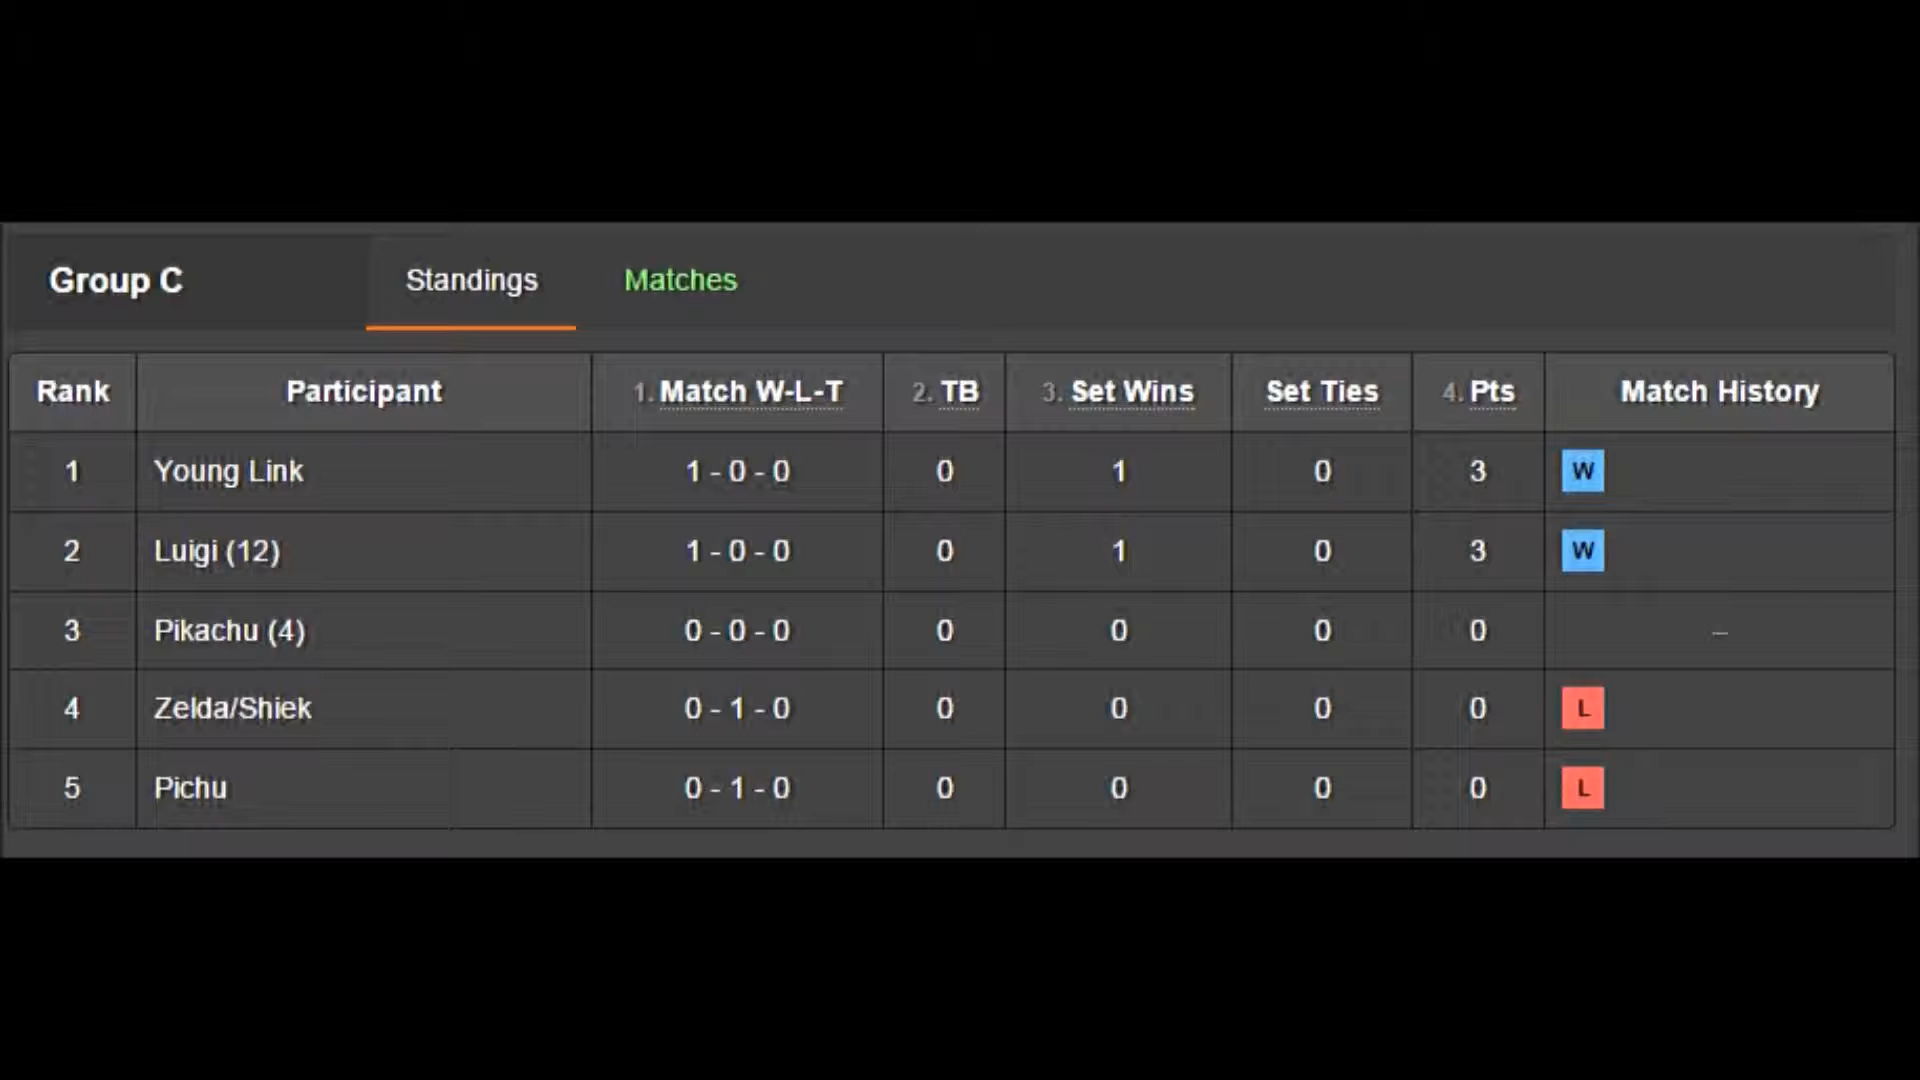 Group C Standings Matches
Rank Participant 1. Match W-L-T 2. TB 3. Set Wins Set Ties 4. Pts Match History
1 Young Link 1 - 0 - 0 0 1 0 3 W
2 Luigi (12) 1 - 0 - 0 0 1 0 3 W
3 Pikachu (4) 0 - 0 - 0 0 0 0 0 –
4 Zelda/Shiek 0 - 1 - 0 0 0 0 0 L
5 Pichu 0 - 1 - 0 0 0 0 0 L